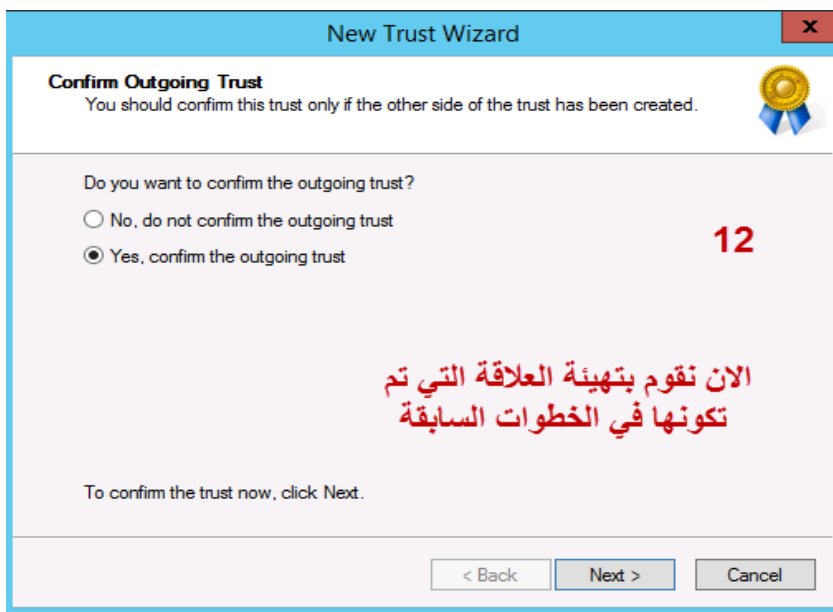 New Trust Wizard
x
Confirm Outgoing Trust
You should confirm this trust only if the other side of the trust has been created.
Do you want to confirm the outgoing trust?
No, do not confirm the outgoing trust
Yes, confirm the outgoing trust
12
الان نقوم بتهيئة العلاقة التي تم
تكونها في الخطوات السابقة
To confirm the trust now, click Next.
< Back
Next >
Cancel